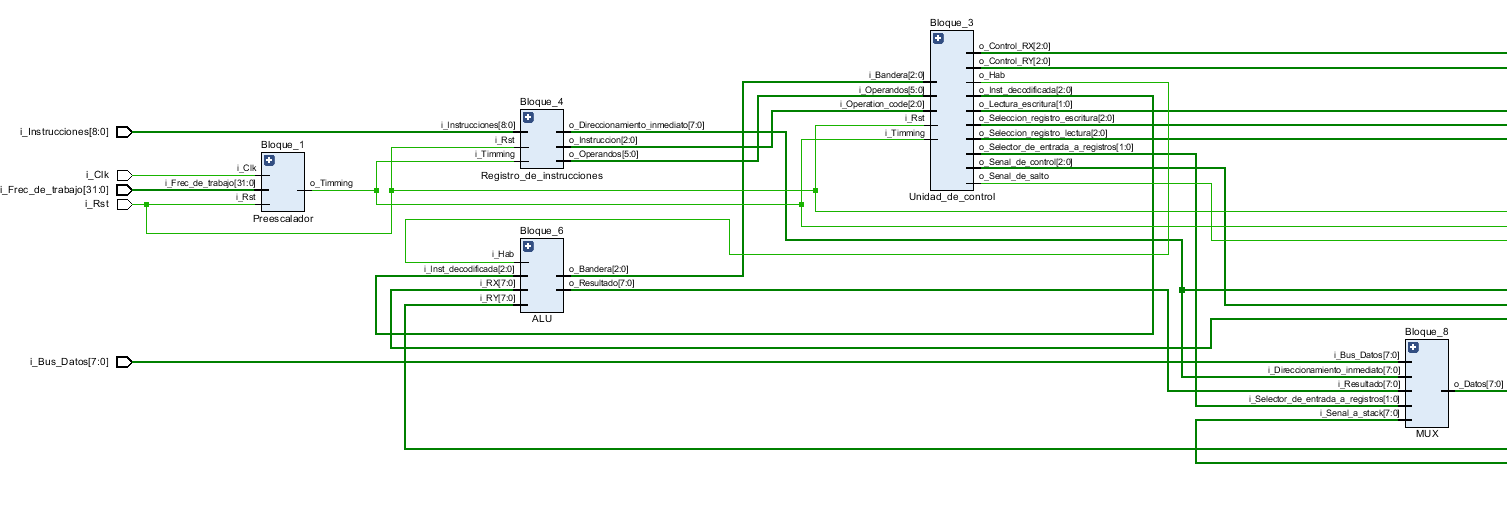 i_Instrucciones[8:0]
i_Clk
i_Frec_de_trabajo[31:0]
i_Rst
i_Bus_Datos[7:0]
Bloque_1
i_Clk
i_Frec_de_trabajo[31:0]
i_Rst
o_Timming
Preescalador
Bloque_4
i_Instrucciones[8:0]
i_Rst
i_Timming
o_Direccionamiento_inmediato[7:0]
o_Instruccion[2:0]
o_Operandos[5:0]
Registro_de_instrucciones
Bloque_6
i_Hab
i_Inst_decodificada[2:0]
i_RX[7:0]
i_RY[7:0]
o_Bandera[2:0]
o_Resultado[7:0]
ALU
Bloque_3
i_Bandera[2:0]
i_Operandos[5:0]
i_Operation_code[2:0]
i_Rst
i_Timming
o_Control_RX[2:0]
o_Control_RY[2:0]
o_Hab
o_Inst_decodificada[2:0]
o_Lectura_escritura[1:0]
o_Seleccion_registro_escritura[2:0]
o_Seleccion_registro_lectura[2:0]
o_Selector_de_entrada_a_registros[1:0]
o_Senal_de_control[2:0]
o_Senal_de_salto
Unidad_de_control
Bloque_8
i_Bus_Datos[7:0]
i_Direccionamiento_inmediato[7:0]
i_Resultado[7:0]
i_Selector_de_entrada_a_registros[1:0]
i_Senal_a_stack[7:0]
o_Datos[7:0]
MUX